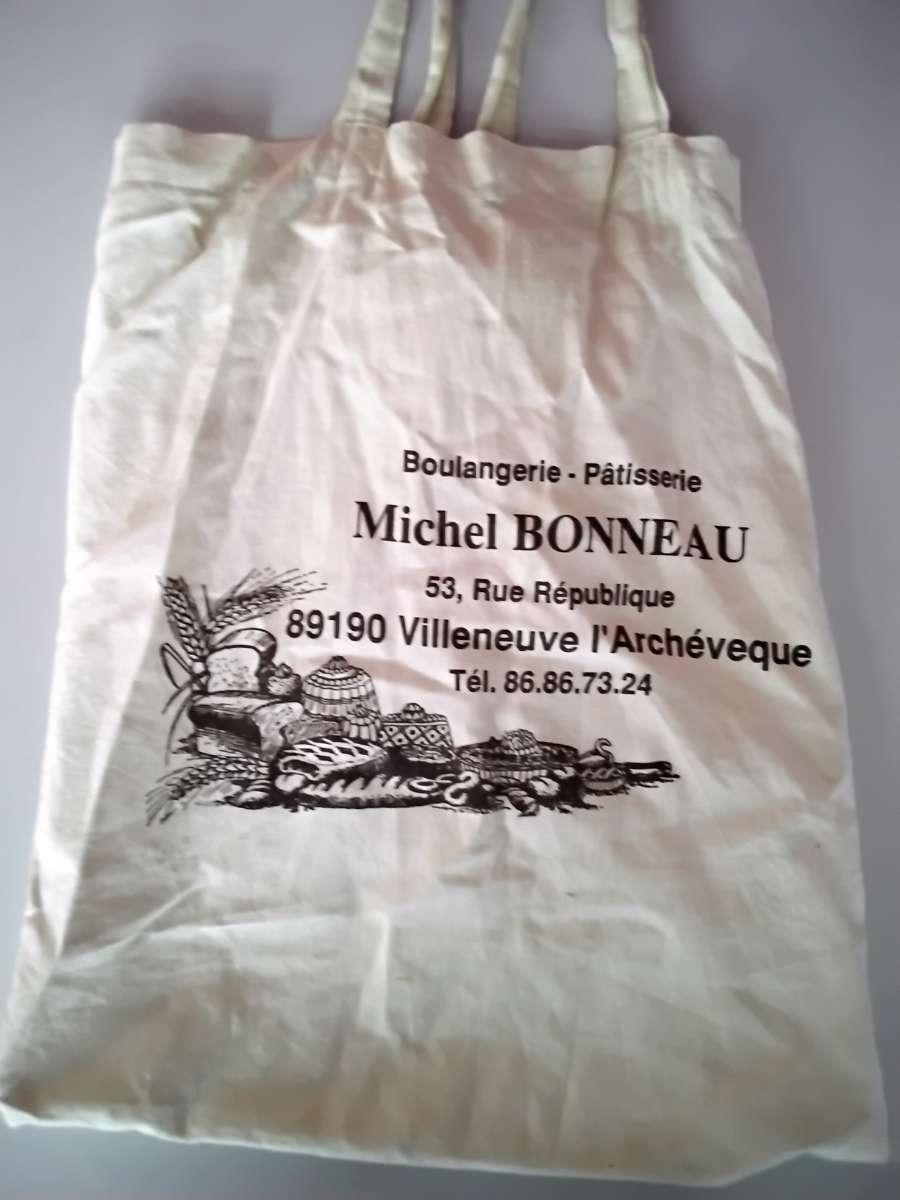 Boulangerie - Pâtisserie
Michel BONNEAU
53, Rue République
89190 Villeneuve l'Archéveque
Tél. 86.86.73.24